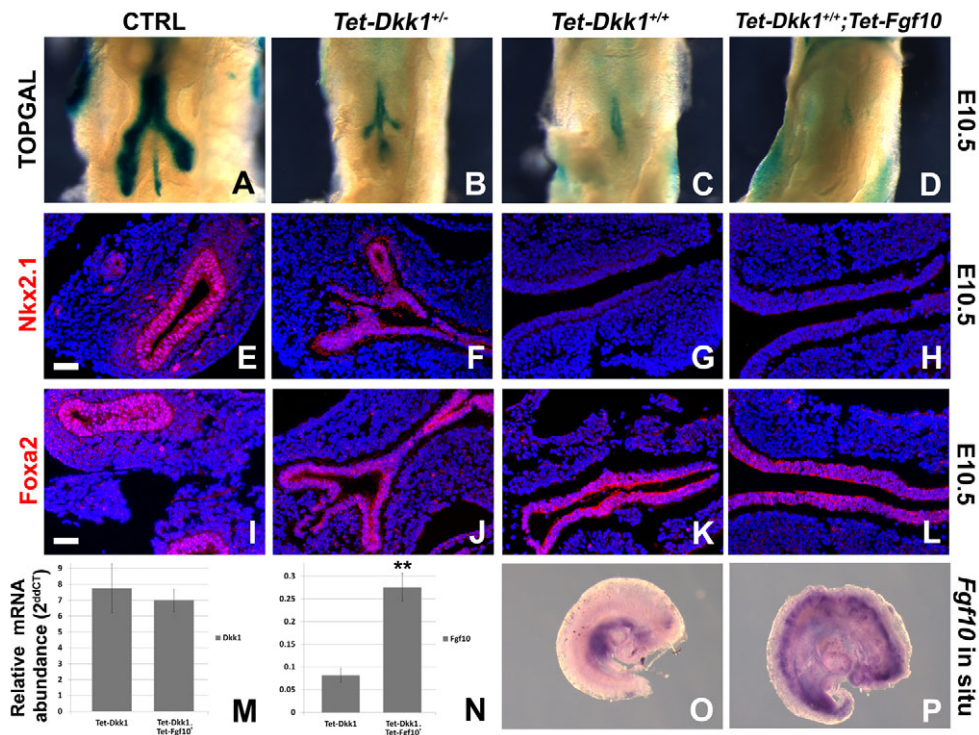 CTRL
Tet-Dkk1+/-
Tet-Dkk1+/+
Tet-Dkk1+/+;Tet-Fgf10
TOPGAL
A
B
C
D
E10.5
Nkx2.1
E
F
G
H
E10.5
Foxa2
I
J
K
L
E10.5
Relative mRNA
abundance (2ddCT)
9
8
7
6
5
4
3
2
1
0
Tet-Dkk1
Tet-Dkk1;
Tet-Fgf10+
Dkk1
M
0.3
0.25
0.2
0.15
0.1
0.05
0
**
Tet-Dkk1
Tet-Dkk1;
Tet-Fgf10+
Fgf10
N
O
P
Fgf10 in situ